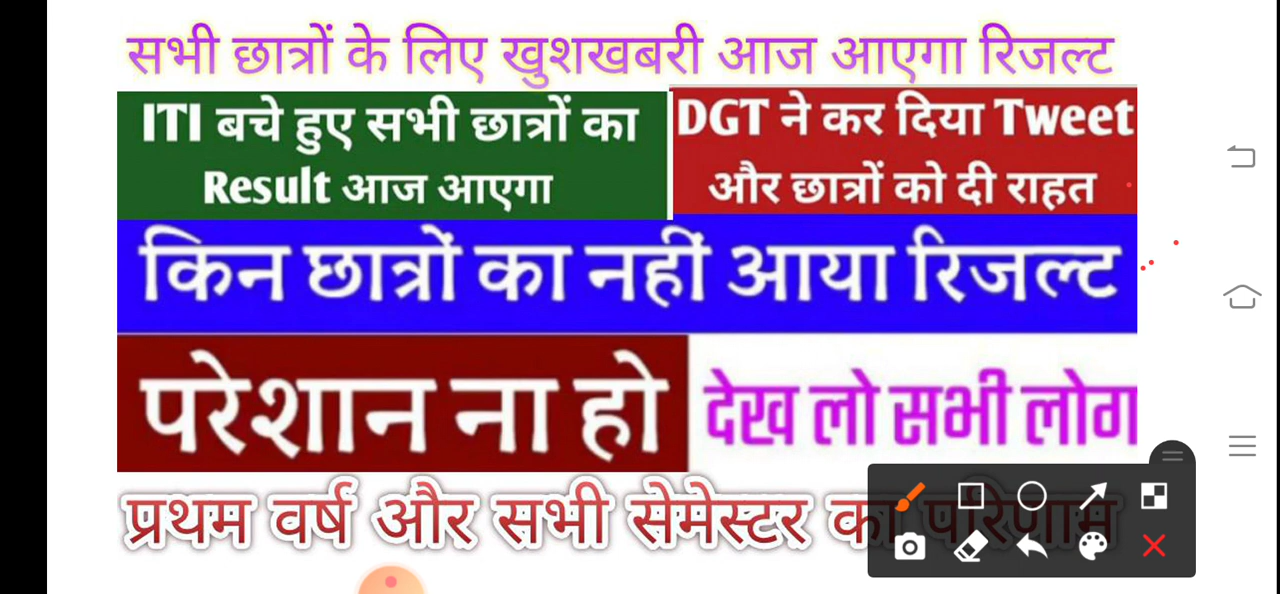 सभी छात्रों के लिए खुशखबरी आज आएगा रिजल्ट
ITI बचे हुए सभी छात्रों का
Result आज आएगा
DGT ने कर दिया Tweet
और छात्रों को दी राहत
किन छात्रों का नहीं आया रिजल्ट
परेशान ना हो
देख लो सभी लोग
प्रथम वर्ष और सभी सेमेस्टर का परिणाम